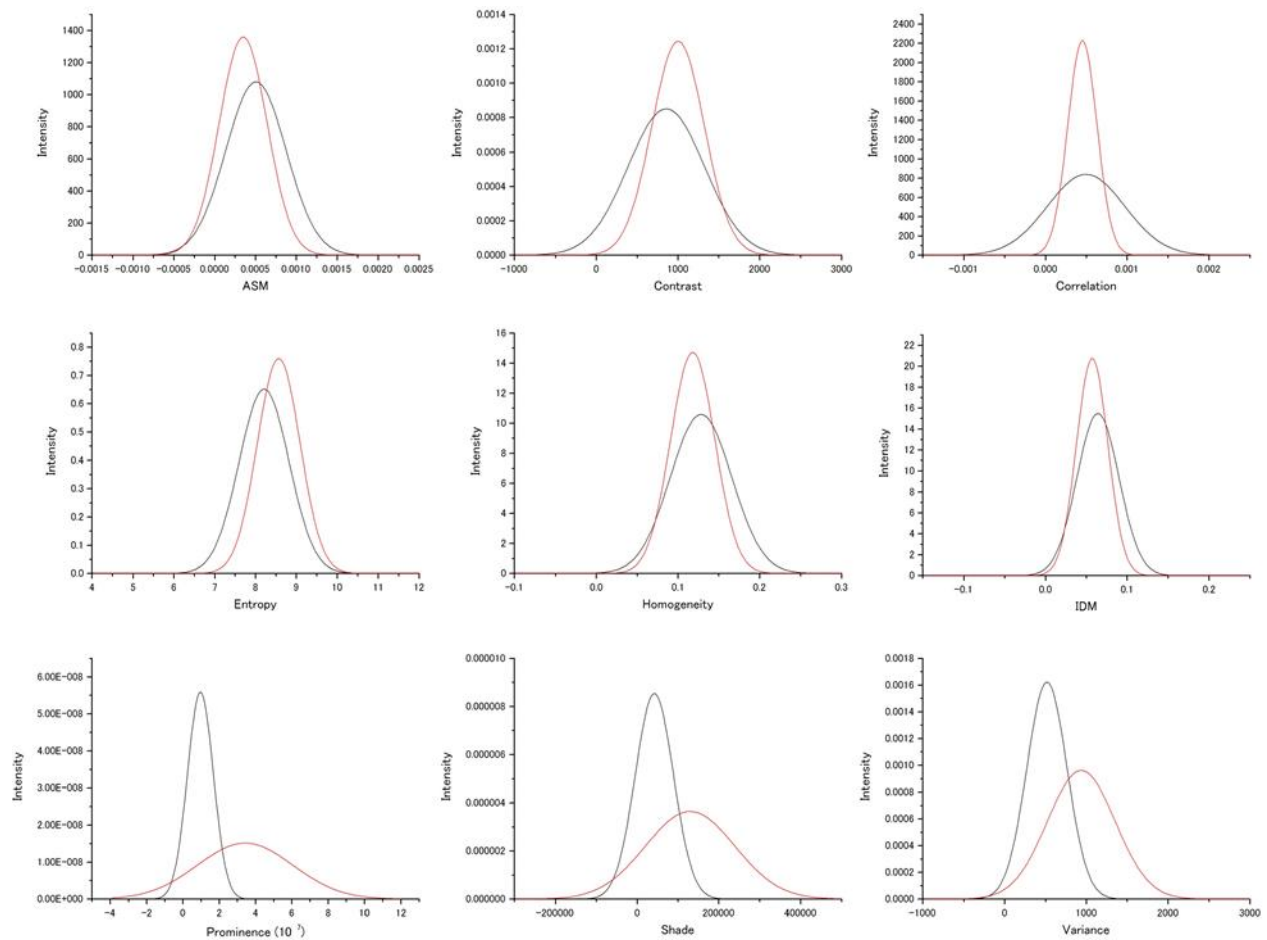 Intensity
1400
1200
1000
800
600
400
200
0
−0.0015 −0.0010 −0.0005 0.0000 0.0005 0.0010 0.0015 0.0020 0.0025
ASM
Intensity
0.0014
0.0012
0.0010
0.0008
0.0006
0.0004
0.0002
0.0000
−1000 0 1000 2000 3000
Contrast
Intensity
2400
2200
2000
1800
1600
1400
1200
1000
800
600
400
200
0
−0.001 0.000 0.001 0.002
Correlation
Intensity
0.8
0.7
0.6
0.5
0.4
0.3
0.2
0.1
0.0
4 5 6 7 8 9 10 11 12
Entropy
Intensity
16
14
12
10
8
6
4
2
0
−0.1 0.0 0.1 0.2 0.3
Homogeneity
Intensity
22
20
18
16
14
12
10
8
6
4
2
0
−0.1 0.0 0.1 0.2
IDM
Intensity
6.00E−008
5.00E−008
4.00E−008
3.00E−008
2.00E−008
1.00E−008
0.00E+000
−4 −2 0 2 4 6 8 10 12
Prominence (10 ⁷)
Intensity
0.000010
0.000008
0.000006
0.000004
0.000002
0.000000
−200000 0 200000 400000
Shade
Intensity
0.0018
0.0016
0.0014
0.0012
0.0010
0.0008
0.0006
0.0004
0.0002
0.0000
−1000 0 1000 2000 3000
Variance